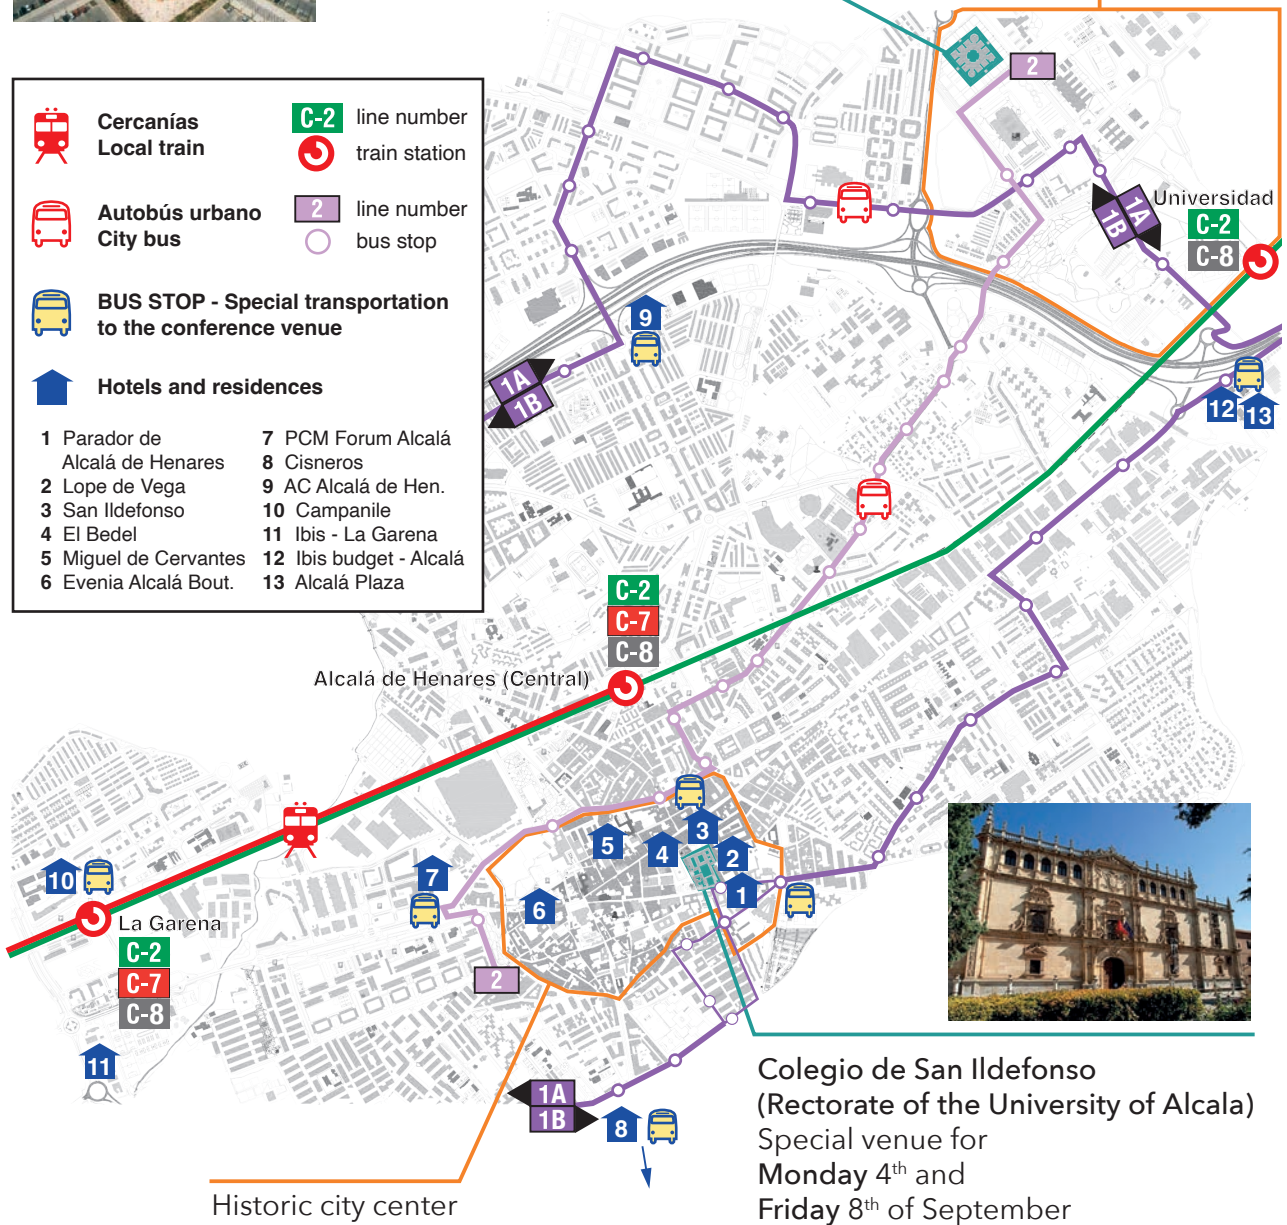 Cercanías
Local train
C-2 line number
train station
Autobús urbano
City bus
2 line number
bus stop
BUS STOP - Special transportation
to the conference venue
Hotels and residences
1 Parador de
Alcalá de Henares
2 Lope de Vega
3 San Ildefonso
4 El Bedel
5 Miguel de Cervantes
6 Evenia Alcalá Bout.
7 PCM Forum Alcalá
8 Cisneros
9 AC Alcalá de Hen.
10 Campanile
11 Ibis - La Garena
12 Ibis budget - Alcalá
13 Alcalá Plaza
2
1A
1B
Universidad
C-2
C-8
9
1A
1B
12
13
C-2
C-7
C-8
Alcalá de Henares (Central)
3
5
4
2
10
7
1
6
La Garena
C-2
C-7
C-8
2
11
1A
1B
8
Colegio de San Ildefonso
(Rectorate of the University of Alcala)
Special venue for
Monday 4th and
Friday 8th of September
Historic city center